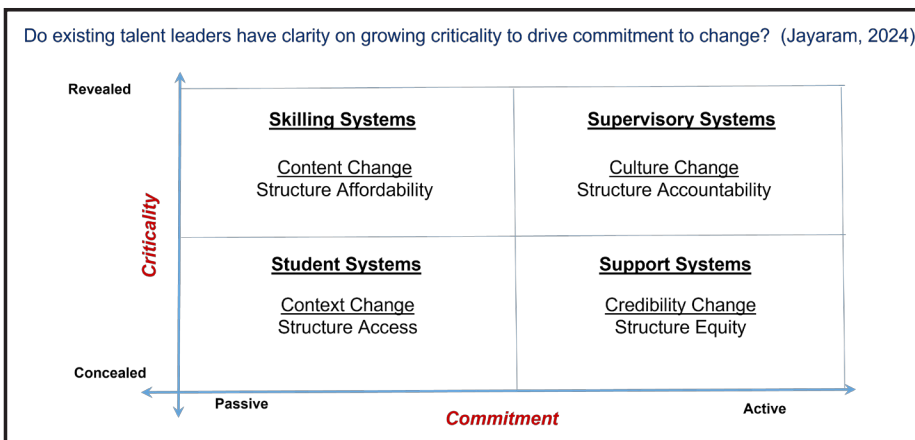 Do existing talent leaders have clarity on growing criticality to drive commitment to change?  (Jayaram, 2024)
Revealed
Skilling Systems
Content Change
Structure Affordability
Supervisory Systems
Culture Change
Structure Accountability
Criticality
Student Systems
Context Change
Structure Access
Support Systems
Credibility Change
Structure Equity
Concealed
Passive
Commitment
Active